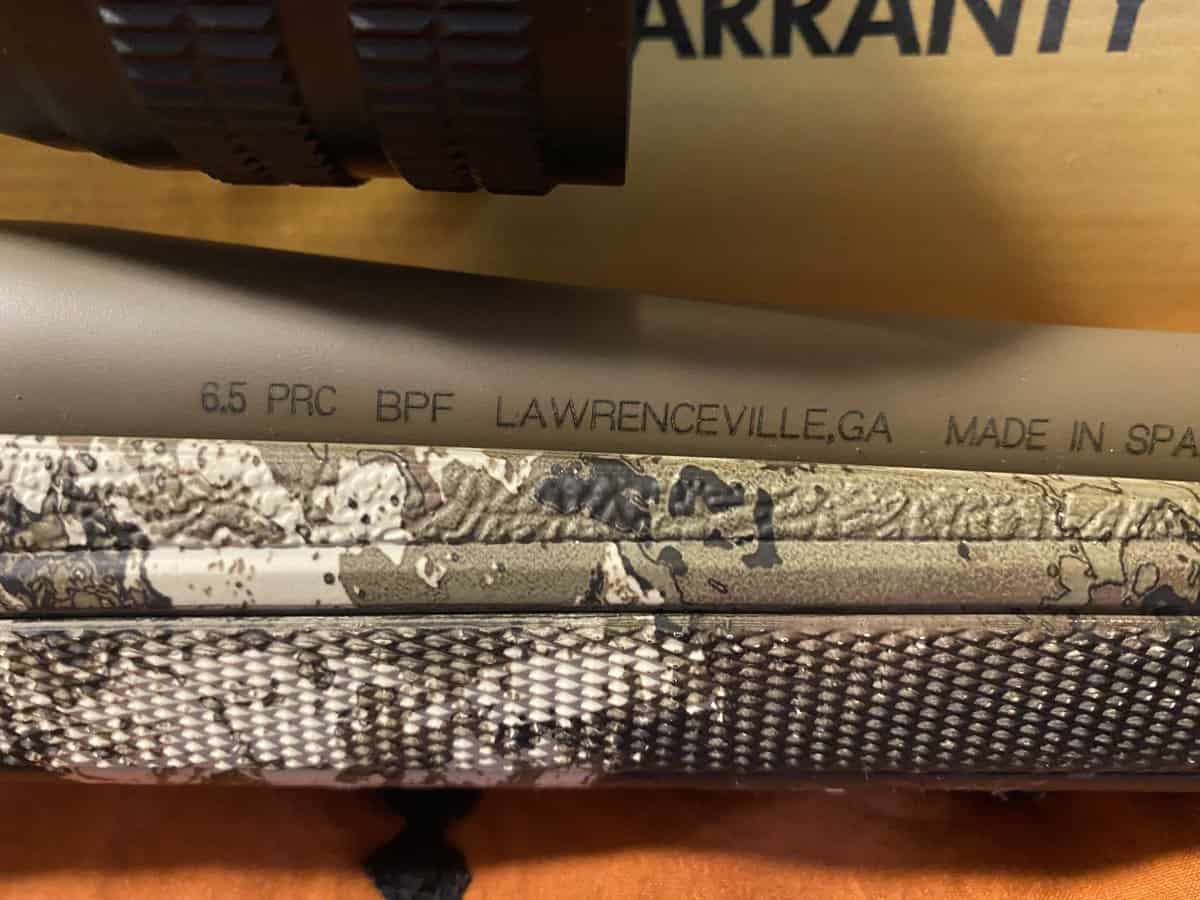 ARRANTY
6.5 PRC BPF LAWRENCEVILLE,GA MADE IN SPA